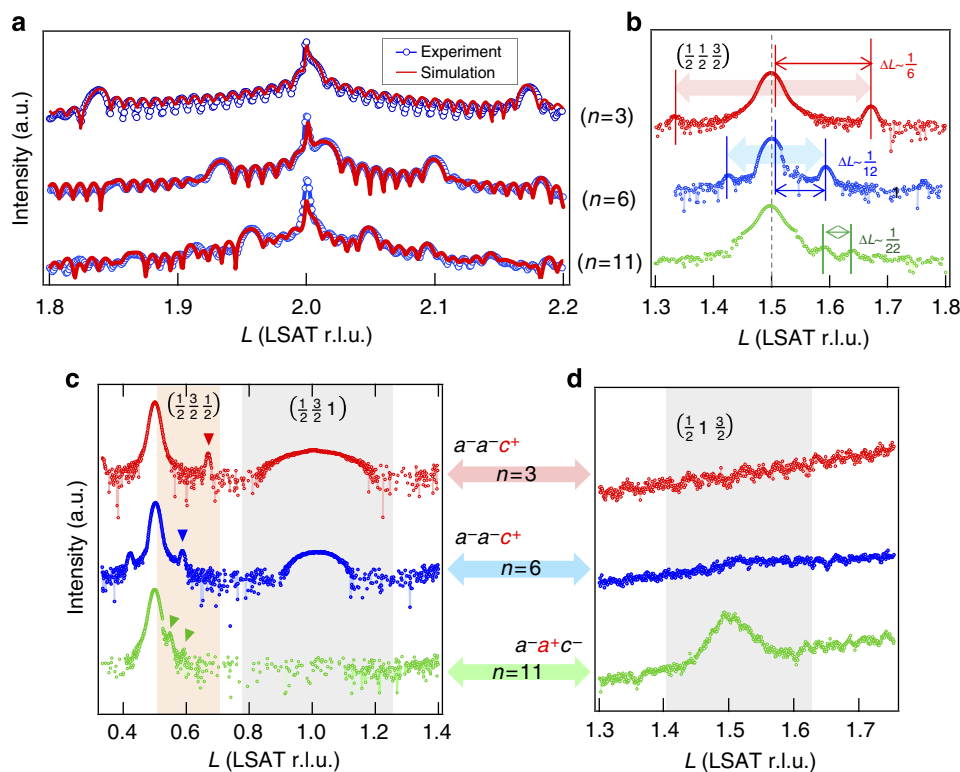 a
Experiment
Simulation
Intensity (a.u.)
(n=3)
(n=6)
(n=11)
1.8 1.9 2.0 2.1 2.2
L (LSAT r.l.u.)
b
(1/2 1/2 3/2)
ΔL~1/6
ΔL~1/12
1
ΔL~1/22
1.3 1.4 1.5 1.6 1.7 1.8
L (LSAT r.l.u.)
c
(1/2 3/2 1/2)
(1/2 3/2 1)
Intensity (a.u.)
0.4 0.6 0.8 1.0 1.2 1.4
L (LSAT r.l.u.)
a⁻a⁻c⁺
n=3
a⁻a⁻c⁺
n=6
a⁻a⁺c⁻
n=11
d
(1/2 1 3/2)
1.3 1.4 1.5 1.6 1.7
L (LSAT r.l.u.)